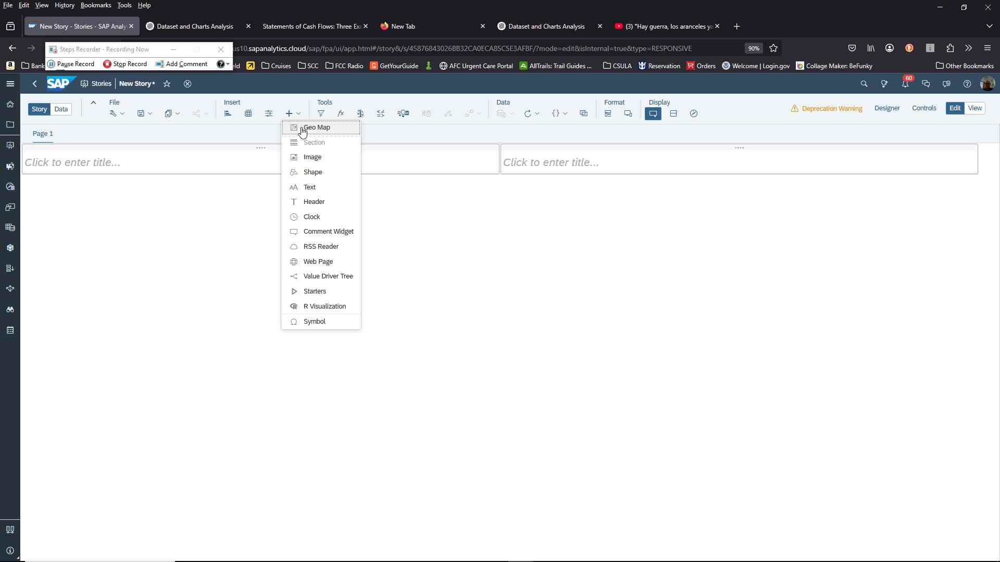 File Edit View History Bookmarks Tools Help
New Story - Stories - SAP Analy
Dataset and Charts Analysis
Statements of Cash Flows: Three Exa
New Tab
Dataset and Charts Analysis
(3) "Hay guerra, los aranceles ya
Steps Recorder - Recording Now
us10.sapanalytics.cloud/sap/fpa/ui/app.html#/story&/s/45876843026BB32CA0ECA85C5E3AFBF/?mode=edit&isInternal=true&type=RESPONSIVE
90%
Pause Record Stop Record Add Comment
Bank
eld
Cruises
SCC
FCC Radio
GetYourGuide
AFC Urgent Care Portal
AllTrails: Trail Guides ...
CSULA
Reservation
Orders
Welcome | Login.gov
Collage Maker: BeFunky
Other Bookmarks
SAP Stories New Story*
60
Story Data
File
Insert
Tools
Data
Format
Display
Deprecation Warning
Designer
Controls
Edit View
Page 1
Click to enter title...
Click to enter title...
Geo Map
Section
Image
Shape
Text
Header
Clock
Comment Widget
RSS Reader
Web Page
Value Driver Tree
Starters
R Visualization
Symbol